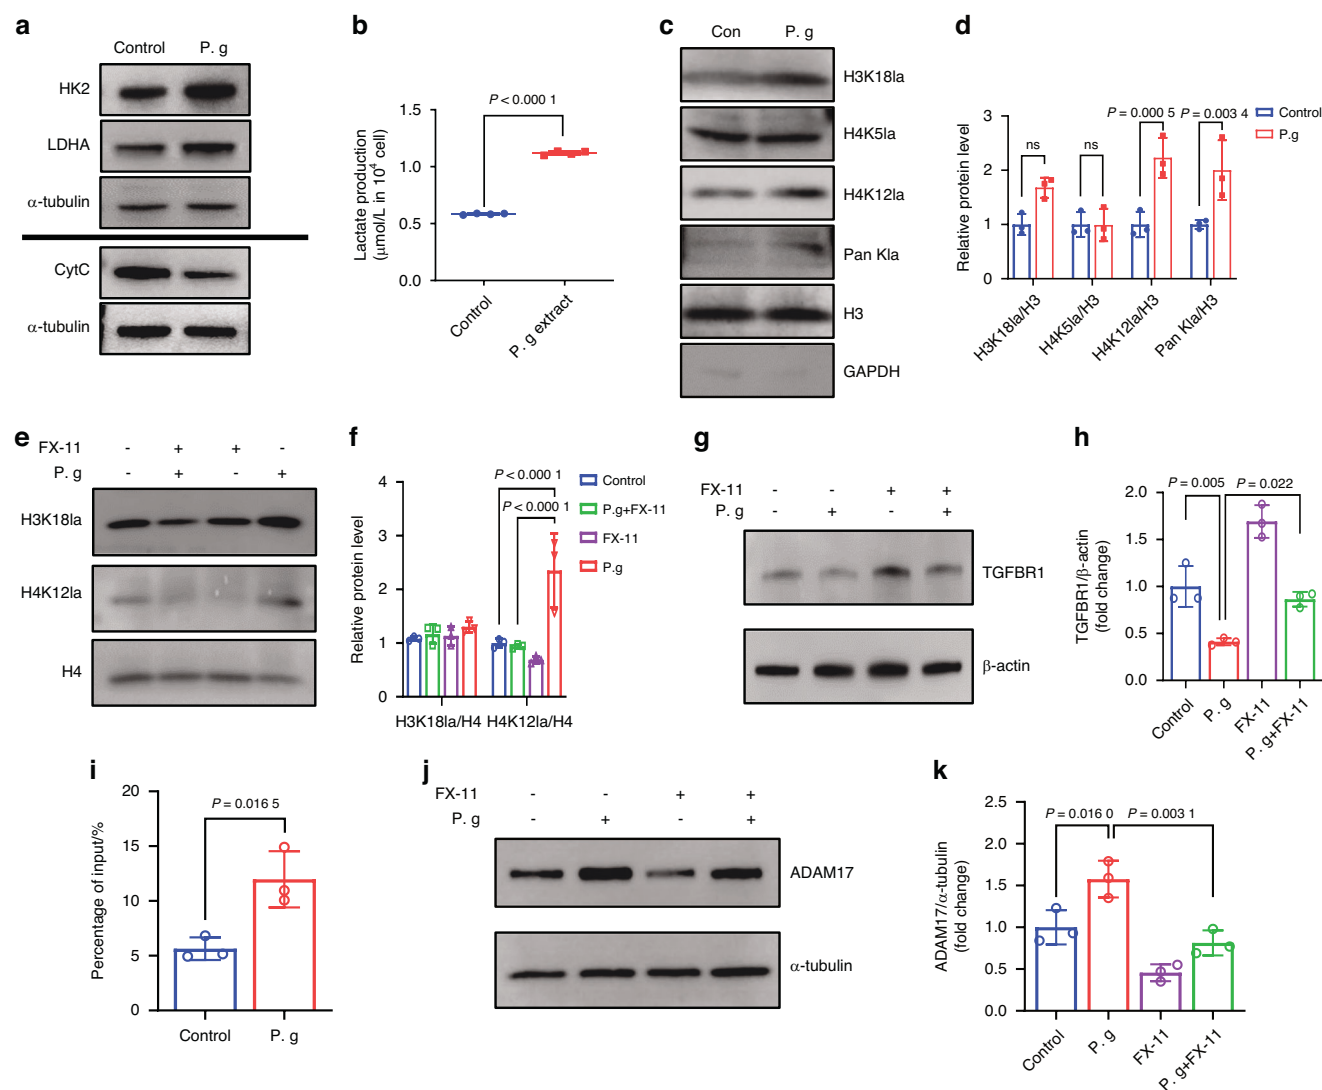 a
Control P. g
HK2
LDHA
α-tubulin
CytC
α-tubulin
b
Lactate production
(μmol/L in 10⁴ cell)
1.5
1.0
0.5
0.0
P < 0.000 1
Control
P. g extract
c
Con P. g
H3K18la
H4K5la
H4K12la
Pan Kla
H3
GAPDH
d
Relative protein level
3
2
1
0
ns
ns
P = 0.000 5
P = 0.003 4
Control
P.g
H3K18la/H3
H4K5la/H3
H4K12la/H3
Pan Kla/H3
e
FX-11 - + + -
P. g - + - +
H3K18la
H4K12la
H4
f
Relative protein level
4
3
2
1
0
P < 0.000 1
P < 0.000 1
Control
P.g+FX-11
FX-11
P.g
H3K18la/H4 H4K12la/H4
g
FX-11 - - + +
P. g - + - +
TGFBR1
β-actin
h
TGFBR1/β-actin
(fold change)
2.0
1.5
1.0
0.5
0.0
P = 0.005 P = 0.022
Control
P. g
FX-11
P. g+FX-11
i
Percentage of input/%
20
15
10
5
0
P = 0.016 5
Control P. g
j
FX-11 - - + +
P. g - + - +
ADAM17
α-tubulin
k
ADAM17/α-tubulin
(fold change)
2.5
2.0
1.5
1.0
0.5
0.0
P = 0.016 0 P = 0.003 1
Control
P. g
FX-11
P. g+FX-11